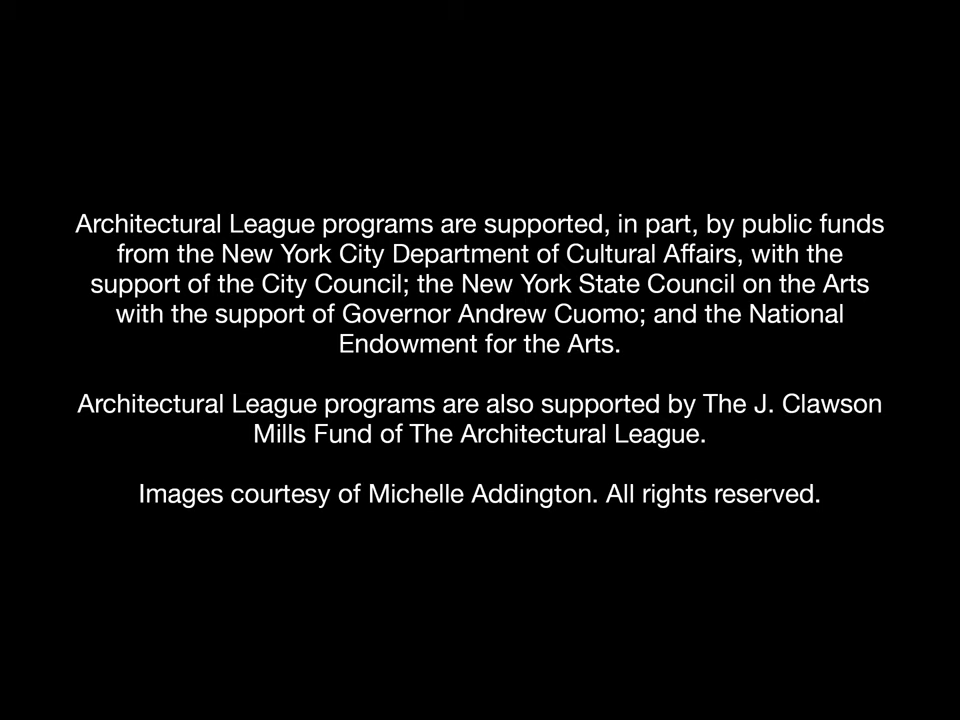 Architectural League programs are supported, in part, by public funds
from the New York City Department of Cultural Affairs, with the
support of the City Council; the New York State Council on the Arts
with the support of Governor Andrew Cuomo; and the National
Endowment for the Arts.
Architectural League programs are also supported by The J. Clawson
Mills Fund of The Architectural League.
Images courtesy of Michelle Addington. All rights reserved.